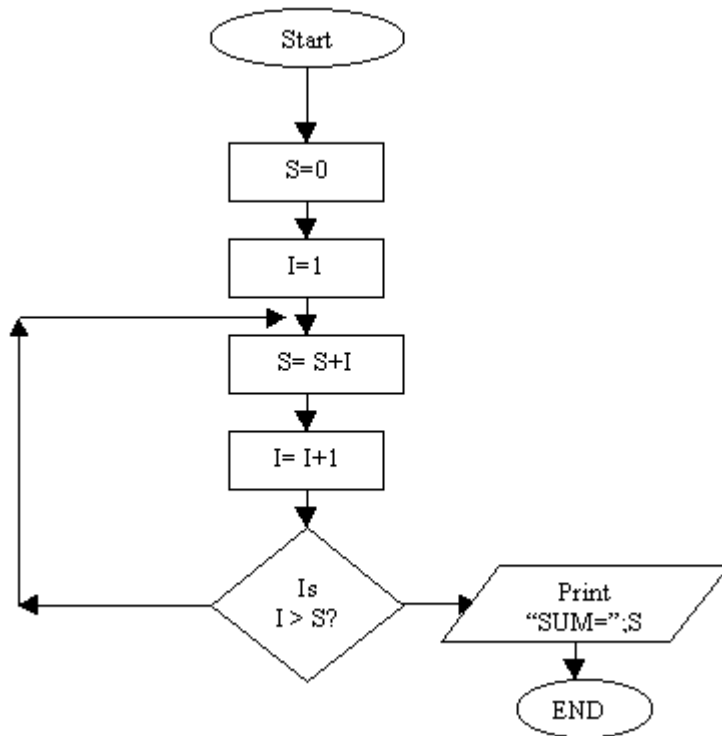 Start
S=0
I=1
S= S+I
I= I+1
Is
I > S?
Print
“SUM=”;S
END